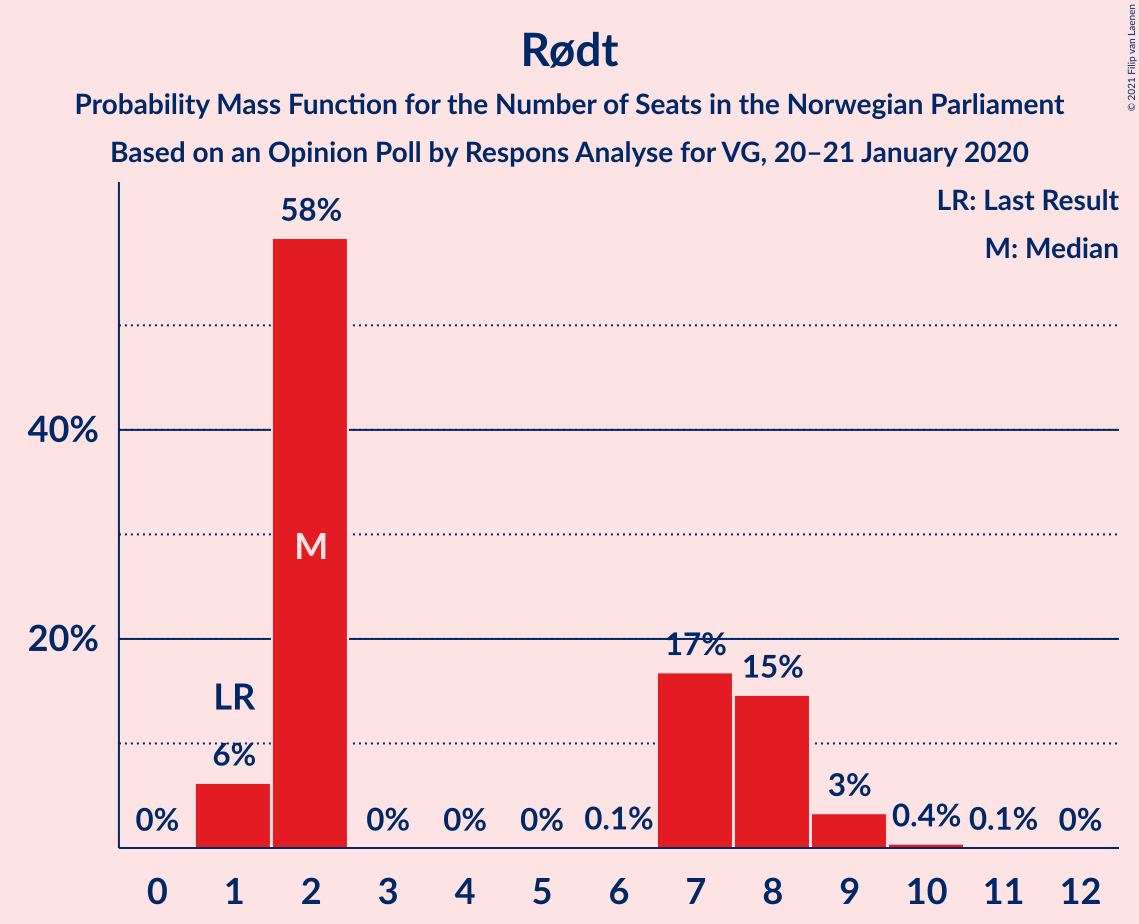 Rødt
Probability Mass Function for the Number of Seats in the Norwegian Parliament
Based on an Opinion Poll by Respons Analyse for VG, 20–21 January 2020
© 2021 Filip van Laenen
LR: Last Result
M: Median
58%
40%
M
20%
17%
15%
LR
6%
3%
0%
0%
0%
0%
0.1%
0.4%
0.1%
0%
0 1 2 3 4 5 6 7 8 9 10 11 12